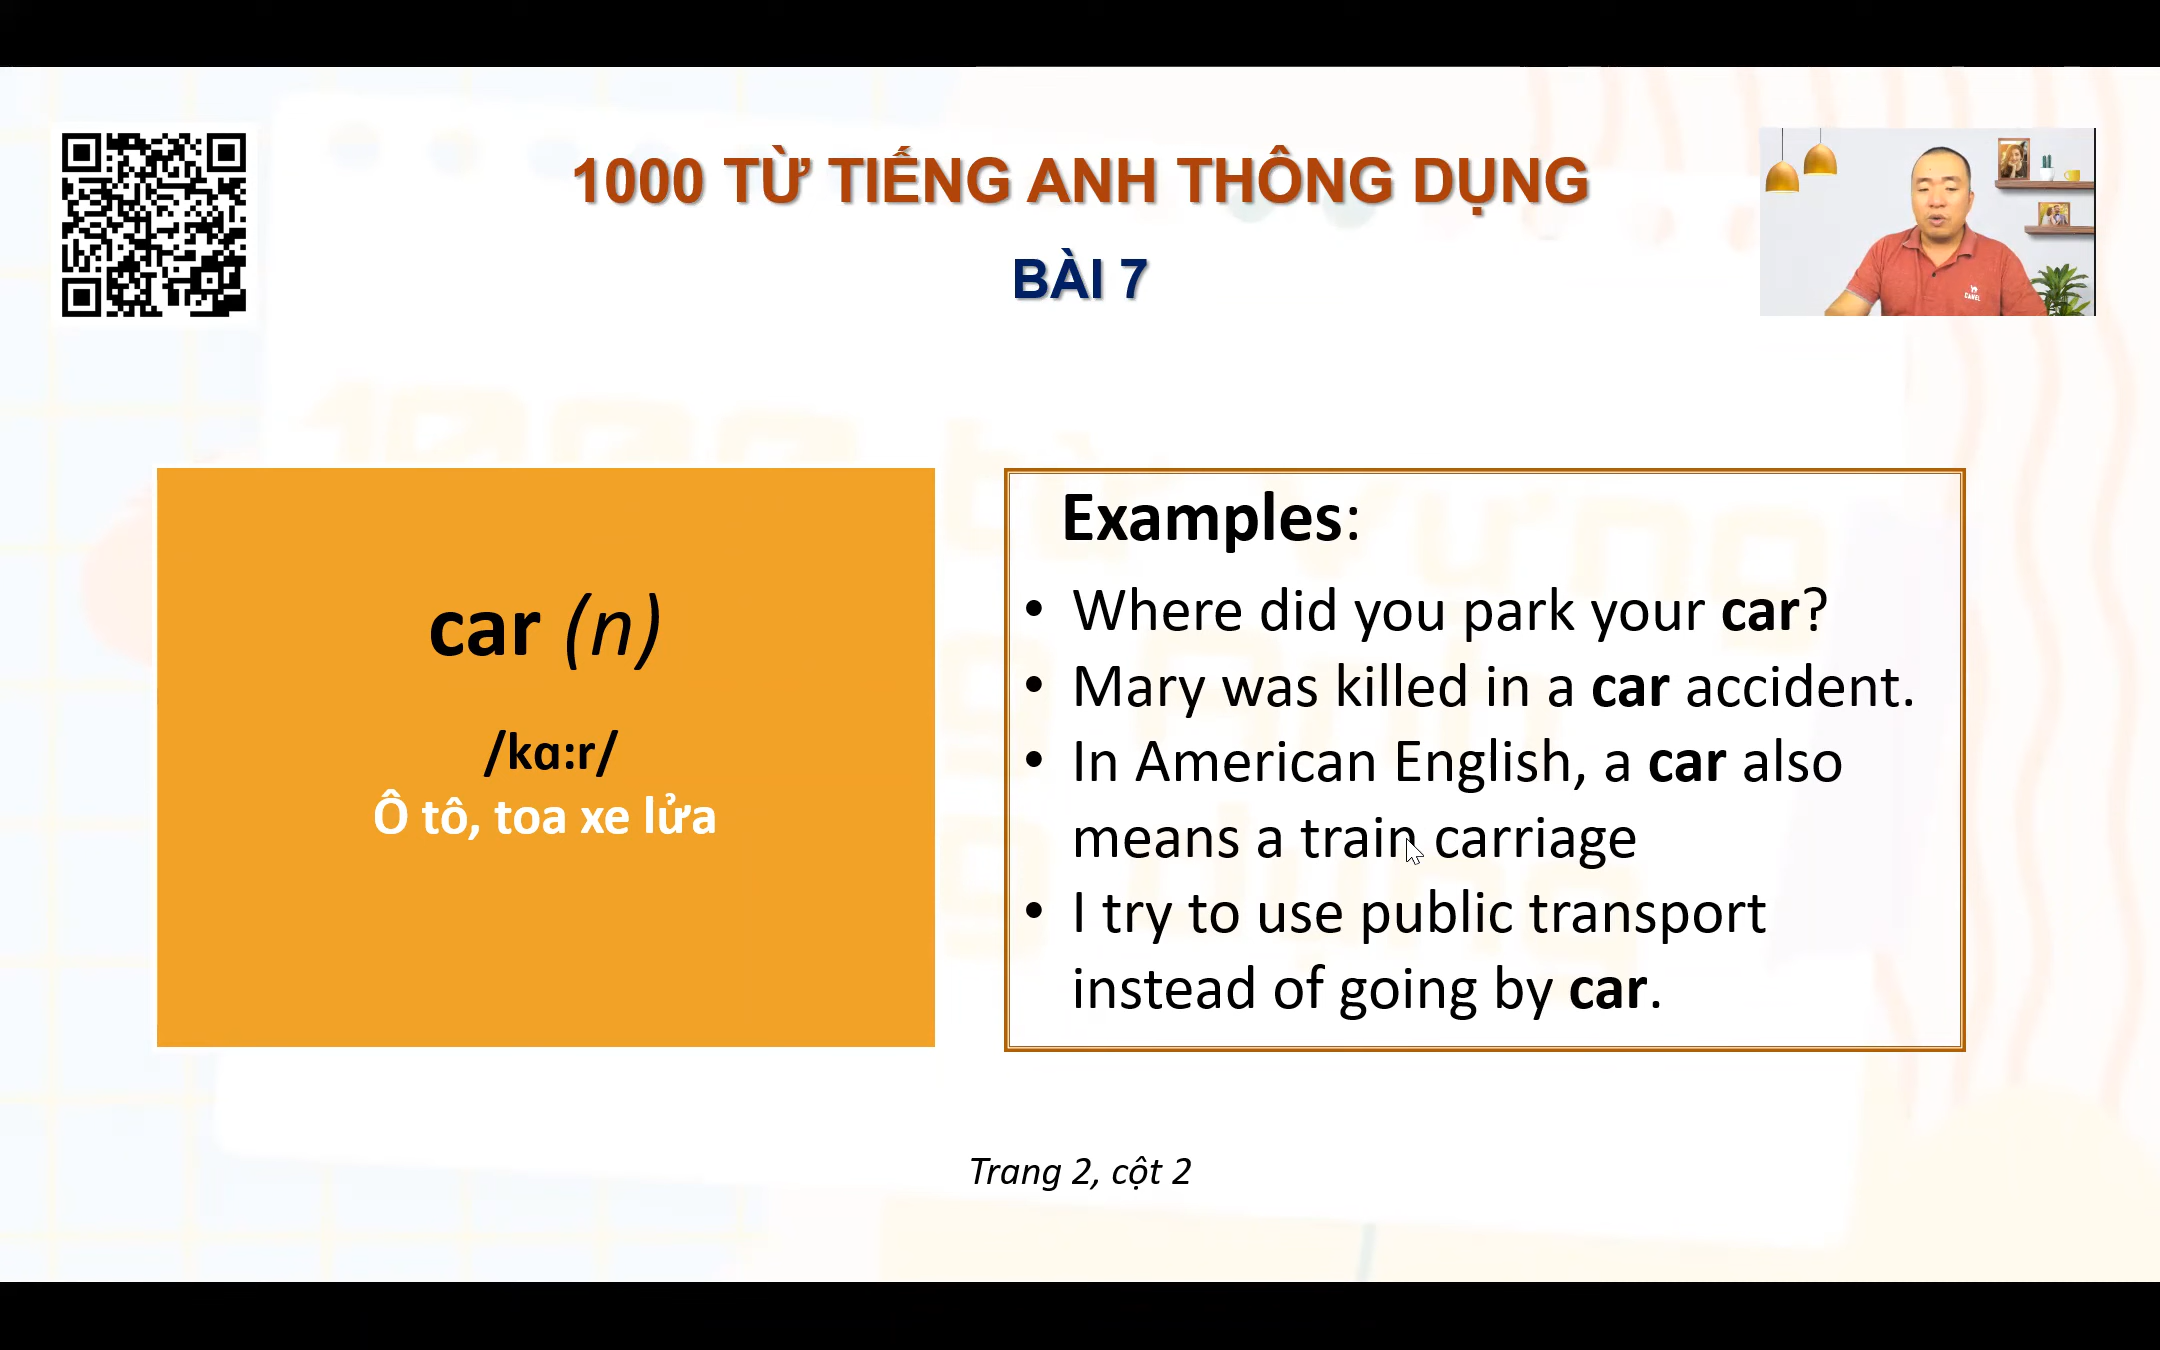 1000 TỪ TIẾNG ANH THÔNG DỤNG
BÀI 7
car (n)
/kɑ:r/
Ô tô, toa xe lửa
Examples:
• Where did you park your car?
• Mary was killed in a car accident.
• In American English, a car also
means a train carriage
• I try to use public transport
instead of going by car.
Trang 2, cột 2
CAMEL